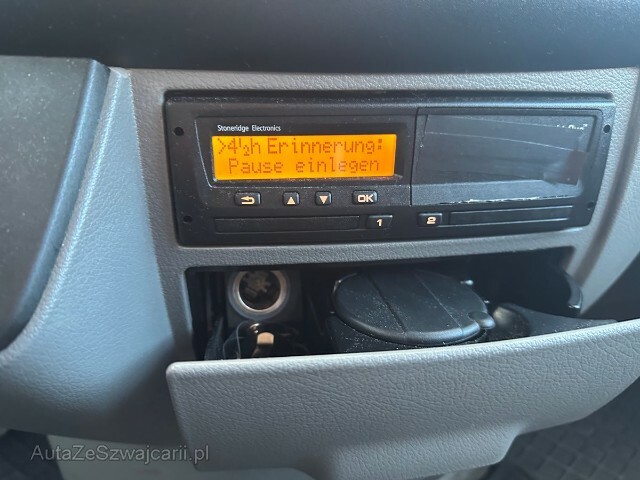 Stoneridge Electronics
>4½h Erinnerung:
Pause einlegen
OK
1
2
AutaZeSzwajcarii.pl